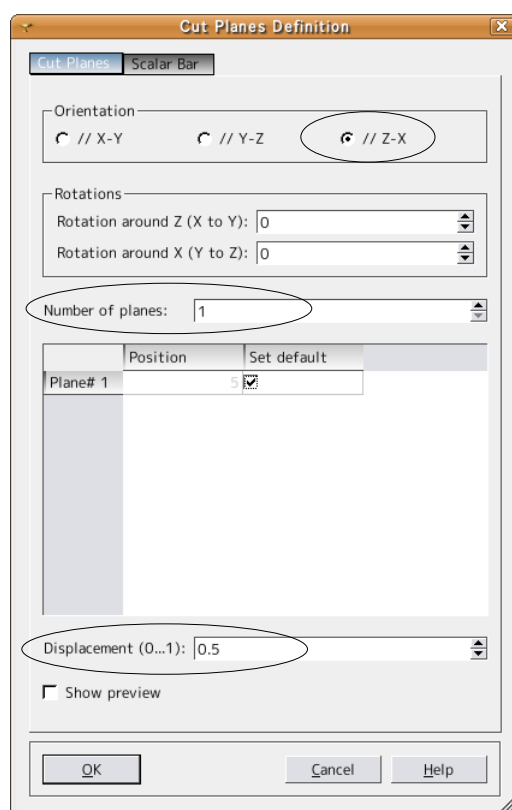 Cut Planes Definition
Cut Planes Scalar Bar
Orientation
// X-Y // Y-Z // Z-X
Rotations
Rotation around Z (X to Y): 0
Rotation around X (Y to Z): 0
Number of planes: 1
Position Set default
Plane# 1 5
Displacement (0...1): 0.5
Show preview
OK Cancel Help